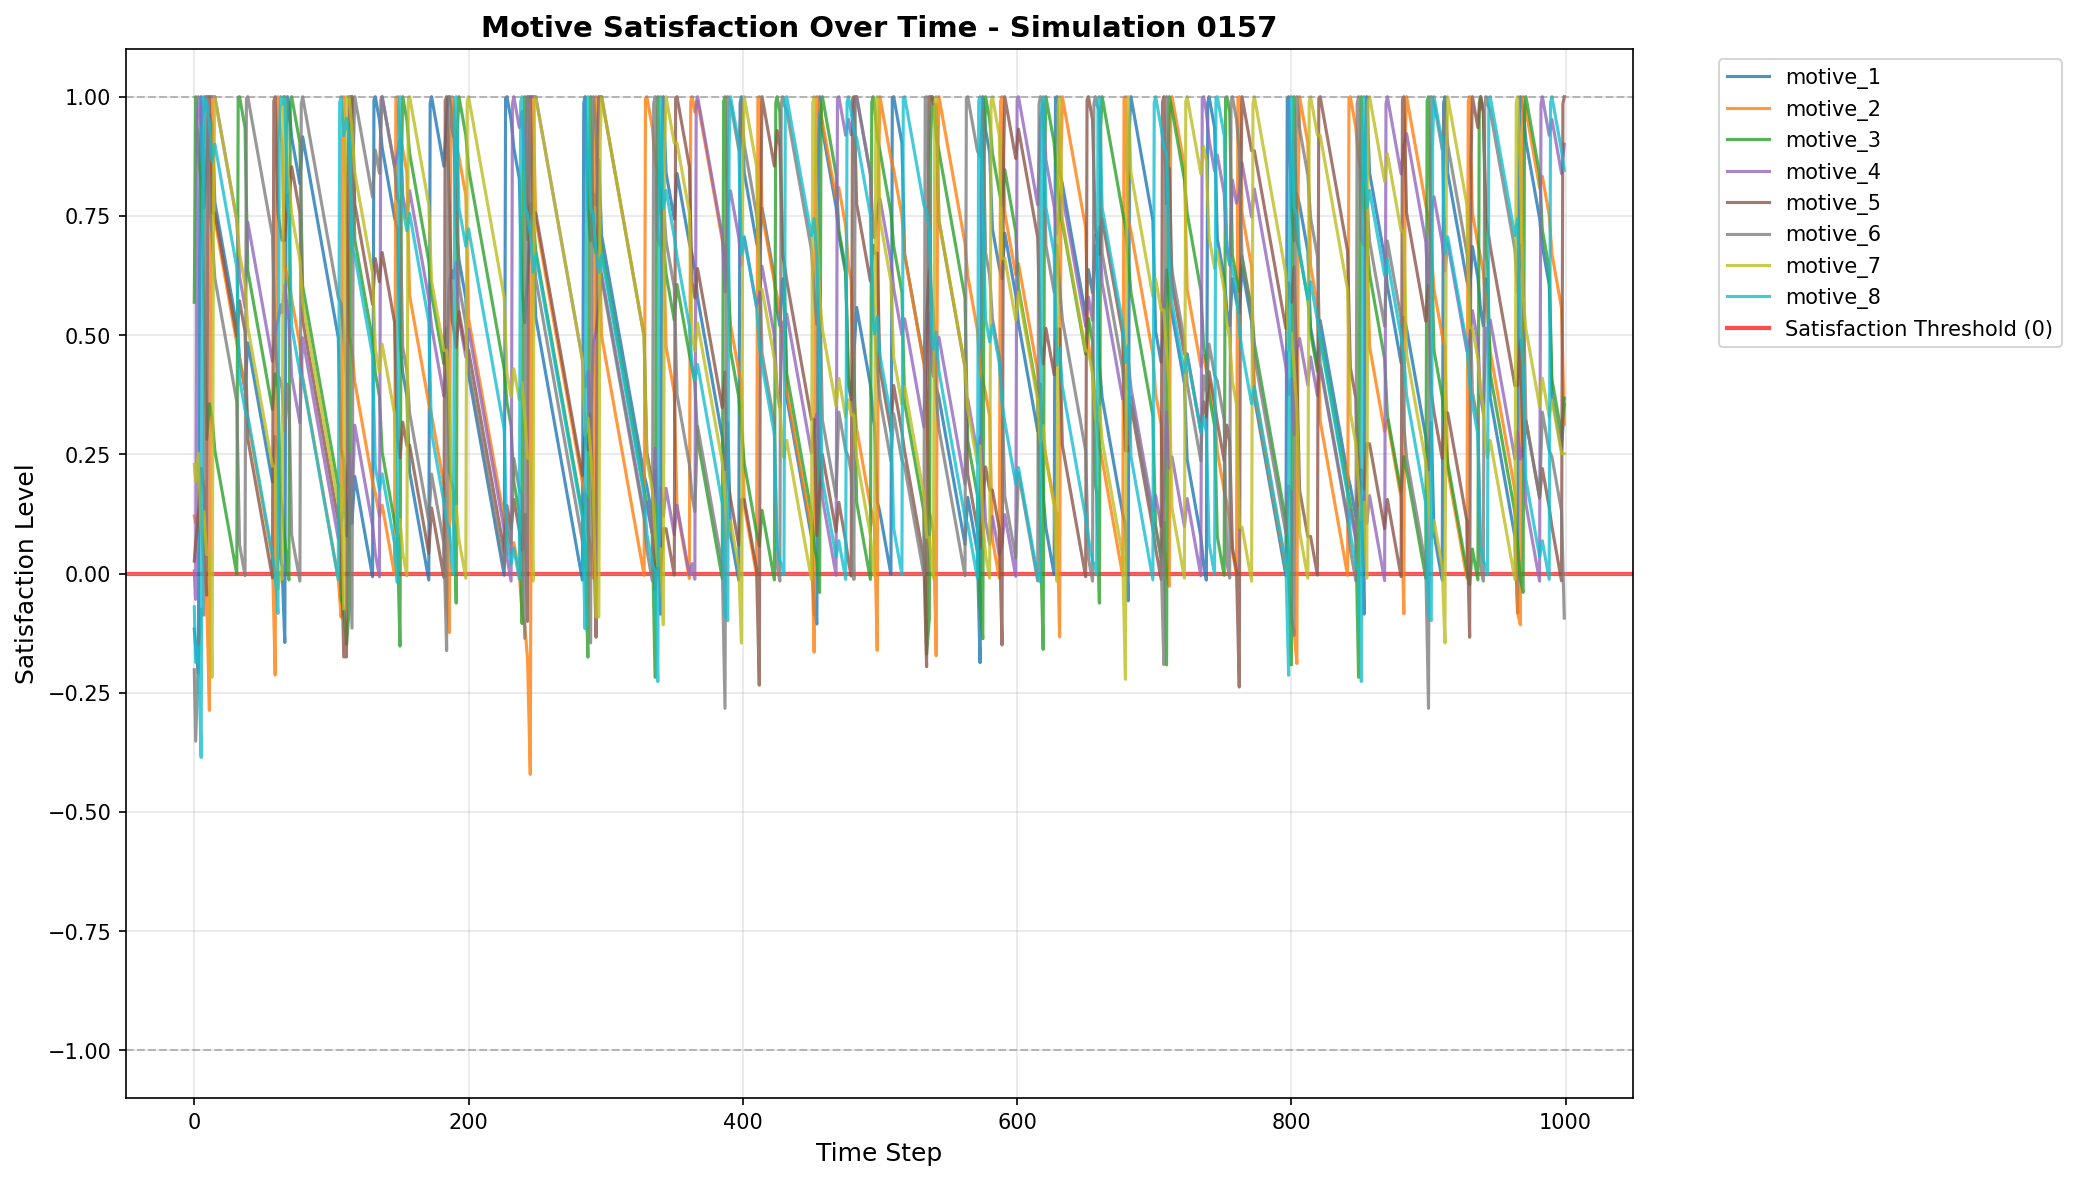 Motive Satisfaction Over Time - Simulation 0157
Satisfaction Level
1.00
0.75
0.50
0.25
0.00
−0.25
−0.50
−0.75
−1.00
0
200
400
600
800
1000
Time Step
motive_1
motive_2
motive_3
motive_4
motive_5
motive_6
motive_7
motive_8
Satisfaction Threshold (0)